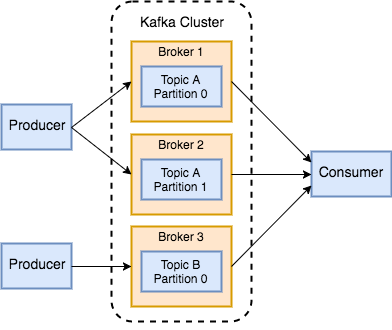 Kafka Cluster
Broker 1
Topic A
Partition 0
Producer
Broker 2
Topic A
Partition 1
Consumer
Broker 3
Producer
Topic B
Partition 0